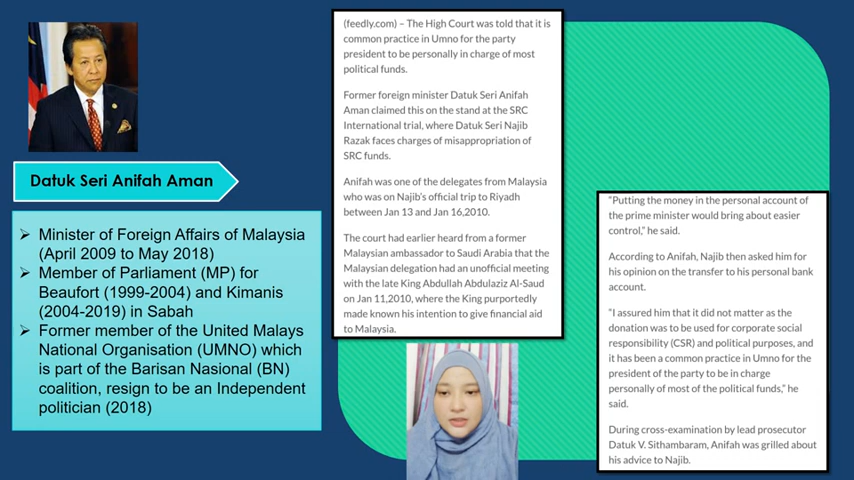 Datuk Seri Anifah Aman
➢ Minister of Foreign Affairs of Malaysia
(April 2009 to May 2018)
➢ Member of Parliament (MP) for
Beaufort (1999-2004) and Kimanis
(2004-2019) in Sabah
➢ Former member of the United Malays
National Organisation (UMNO) which
is part of the Barisan Nasional (BN)
coalition, resign to be an Independent
politician (2018)
(feedly.com) – The High Court was told that it is
common practice in Umno for the party
president to be personally in charge of most
political funds.
Former foreign minister Datuk Seri Anifah
Aman claimed this on the stand at the SRC
International trial, where Datuk Seri Najib
Razak faces charges of misappropriation of
SRC funds.
Anifah was one of the delegates from Malaysia
who was on Najib's official trip to Riyadh
between Jan 13 and Jan 16,2010.
The court had earlier heard from a former
Malaysian ambassador to Saudi Arabia that the
Malaysian delegation had an unofficial meeting
with the late King Abdullah Abdulaziz Al-Saud
on Jan 11,2010, where the King purportedly
made known his intention to give financial aid
to Malaysia.
"Putting the money in the personal account of
the prime minister would bring about easier
control," he said.
According to Anifah, Najib then asked him for
his opinion on the transfer to his personal bank
account.
"I assured him that it did not matter as the
donation was to be used for corporate social
responsibility (CSR) and political purposes, and
it has been a common practice in Umno for the
president of the party to be in charge
personally of most of the political funds," he
said.
During cross-examination by lead prosecutor
Datuk V. Sithambaram, Anifah was grilled about
his advice to Najib.